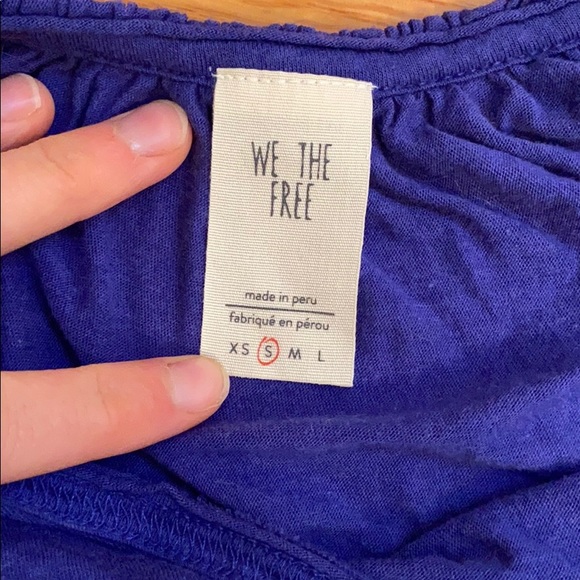 WE THE
FREE
made in peru
fabriqué en pérou
XS S M L